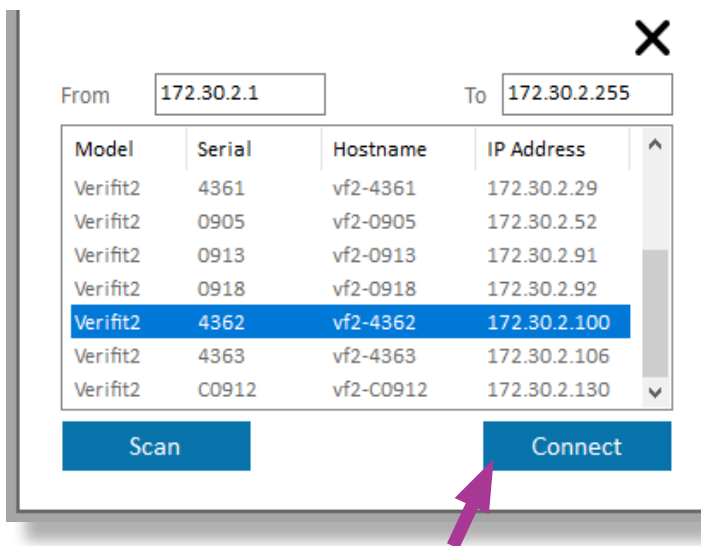 From 172.30.2.1 To 172.30.2.255
Model Serial Hostname IP Address
Verifit2 4361 vf2-4361 172.30.2.29
Verifit2 0905 vf2-0905 172.30.2.52
Verifit2 0913 vf2-0913 172.30.2.91
Verifit2 0918 vf2-0918 172.30.2.92
Verifit2 4362 vf2-4362 172.30.2.100
Verifit2 4363 vf2-4363 172.30.2.106
Verifit2 C0912 vf2-C0912 172.30.2.130
Scan Connect